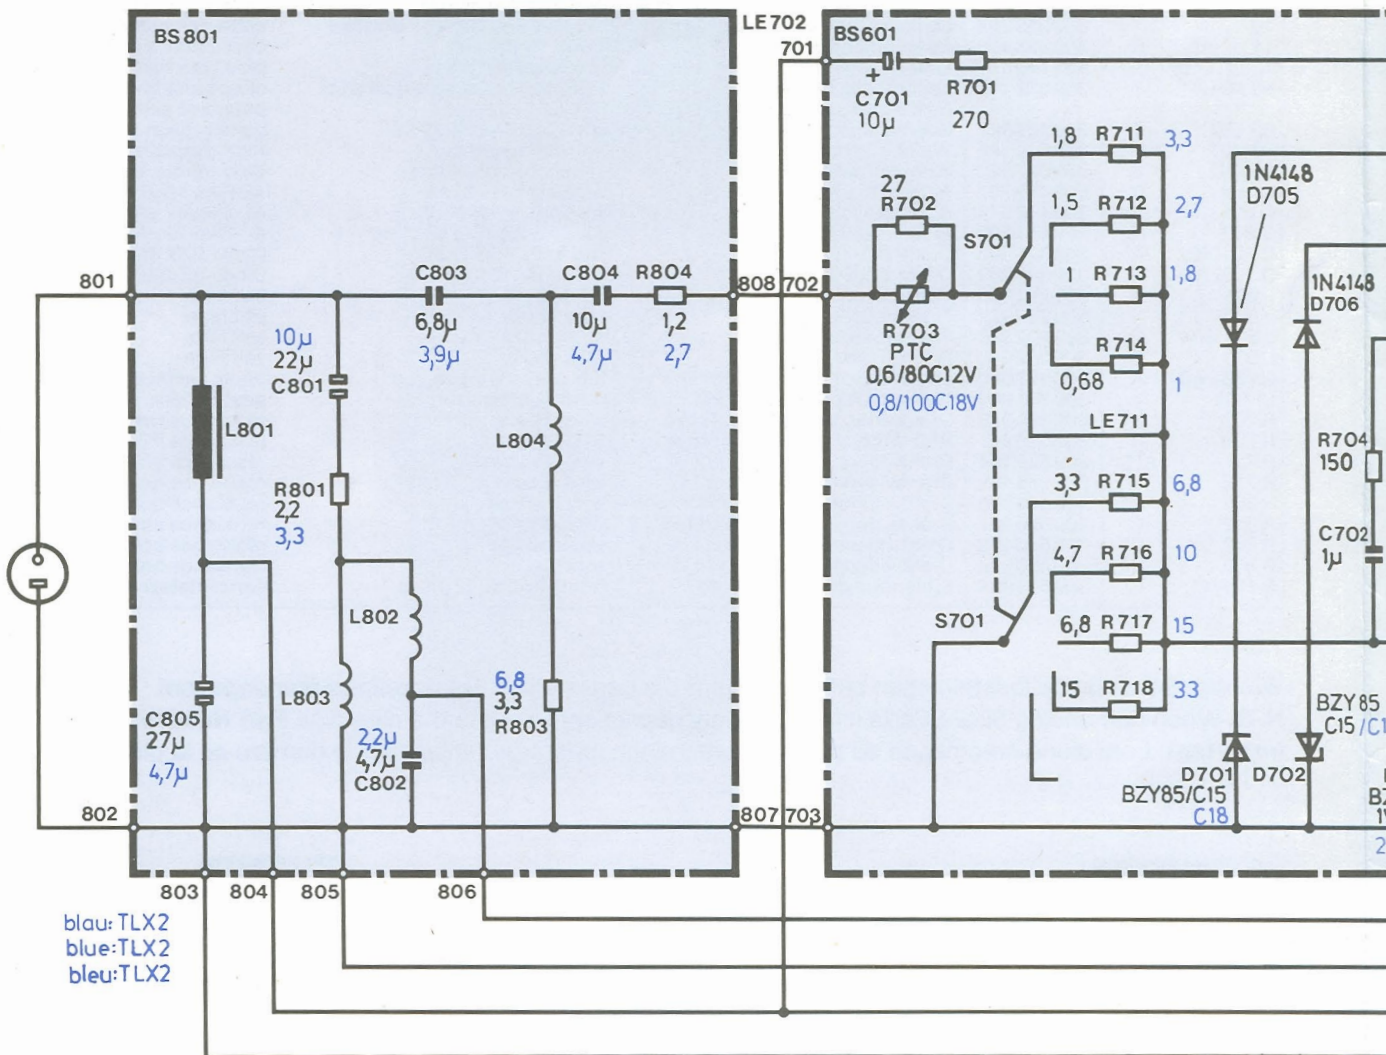 BS801
LE702
701
BS601
+
C701
10µ
R701
270
1,8 R711 3,3
27
R702
1,5 R712 2,7
S701
1 R713 1,8
R714
0,68
1
LE711
R703
PTC
0,6/80C12V
0,8/100C18V
3,3 R715 6,8
4,7 R716 10
S701
6,8 R717 15
15 R718 33
1N4148
D705
1N4148
D706
R704
150
C702
1µ
BZY85
D701 D702
BZY85/C15
C18
801
C803
6,8µ
3,9µ
C804
10µ
4,7µ
R804
1,2
2,7
808 702
10µ
22µ
C801
L801
R801
2,2
3,3
L804
L802
L803
6,8
3,3
R803
C805
27µ
4,7µ
2,2µ
4,7µ
C802
802
807 703
803 804 805 806
blau:TLX2
blue:TLX2
bleu:TLX2